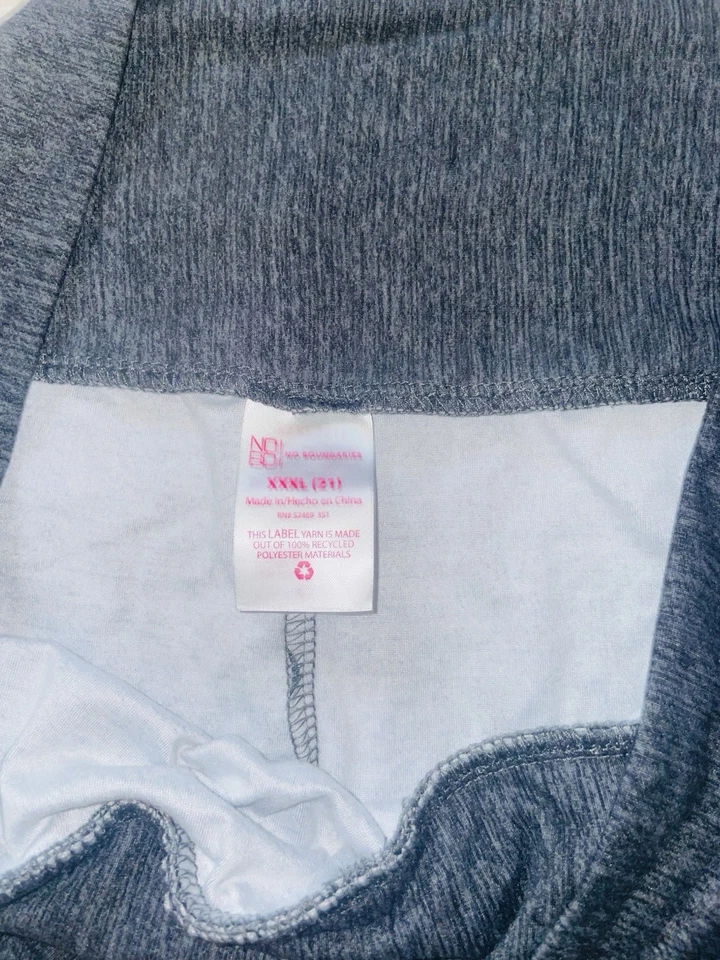 NO
BO
NO BOUNDARIES
XXXL (21)
Made in/Hecho en China
THIS LABEL YARN IS MADE
OUT OF 100% RECYCLED
POLYESTER MATERIALS